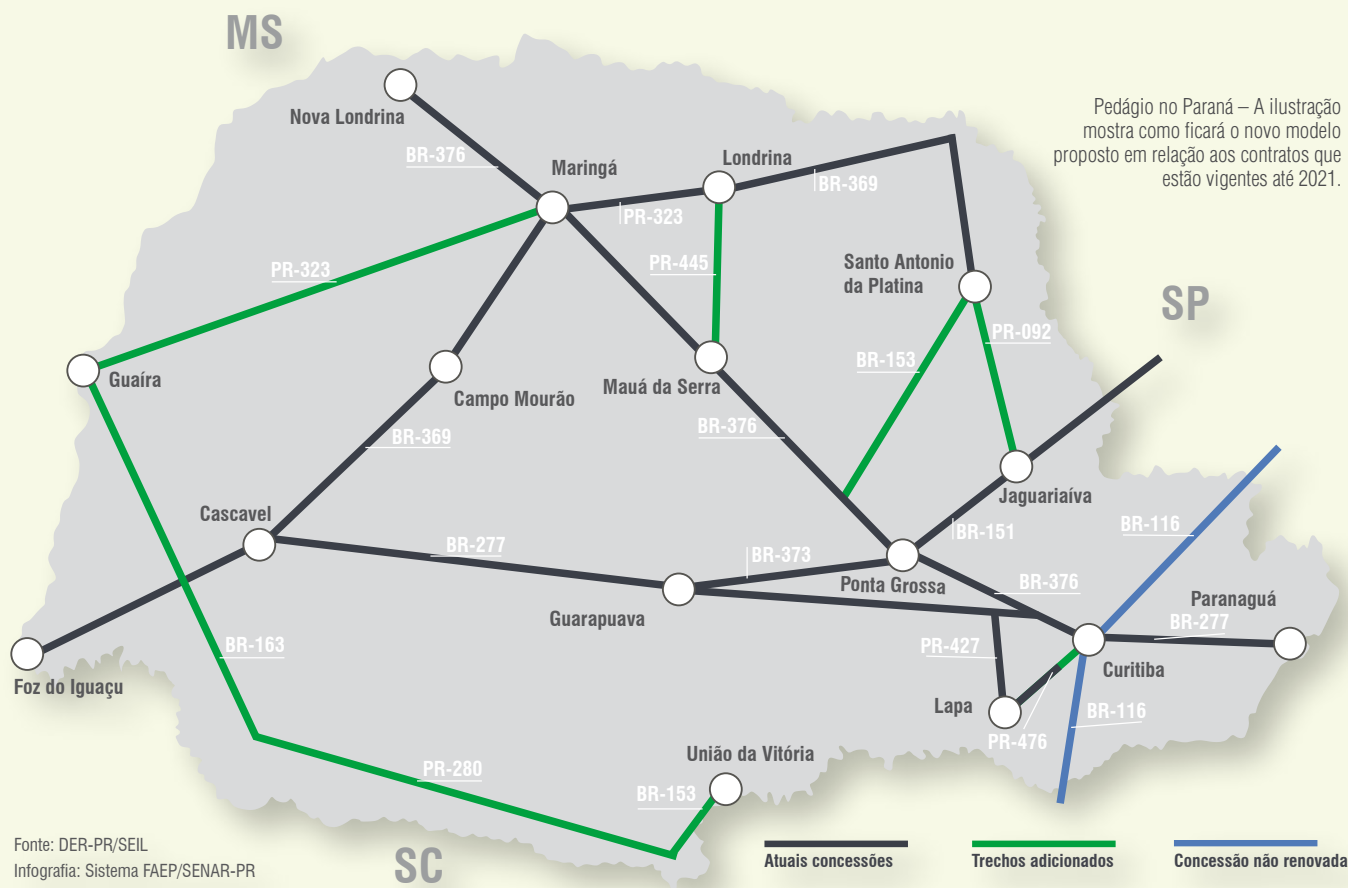 MS
Pedágio no Paraná – A ilustração
mostra como ficará o novo modelo
proposto em relação aos contratos que
estão vigentes até 2021.
Nova Londrina
BR-376
Maringá
Londrina
BR-369
PR-323
PR-323
PR-445
Santo Antonio
da Platina
SP
PR-092
BR-153
Guaíra
Campo Mourão
Mauá da Serra
BR-376
BR-369
Jaguariaíva
Cascavel
BR-151
BR-116
BR-277
BR-373
Ponta Grossa
BR-376
Guarapuava
Paranaguá
BR-277
BR-163
PR-427
Curitiba
Foz do Iguaçu
Lapa
BR-116
PR-476
União da Vitória
PR-280
BR-153
Fonte: DER-PR/SEIL
Infografia: Sistema FAEP/SENAR-PR
SC
Atuais concessões
Trechos adicionados
Concessão não renovada